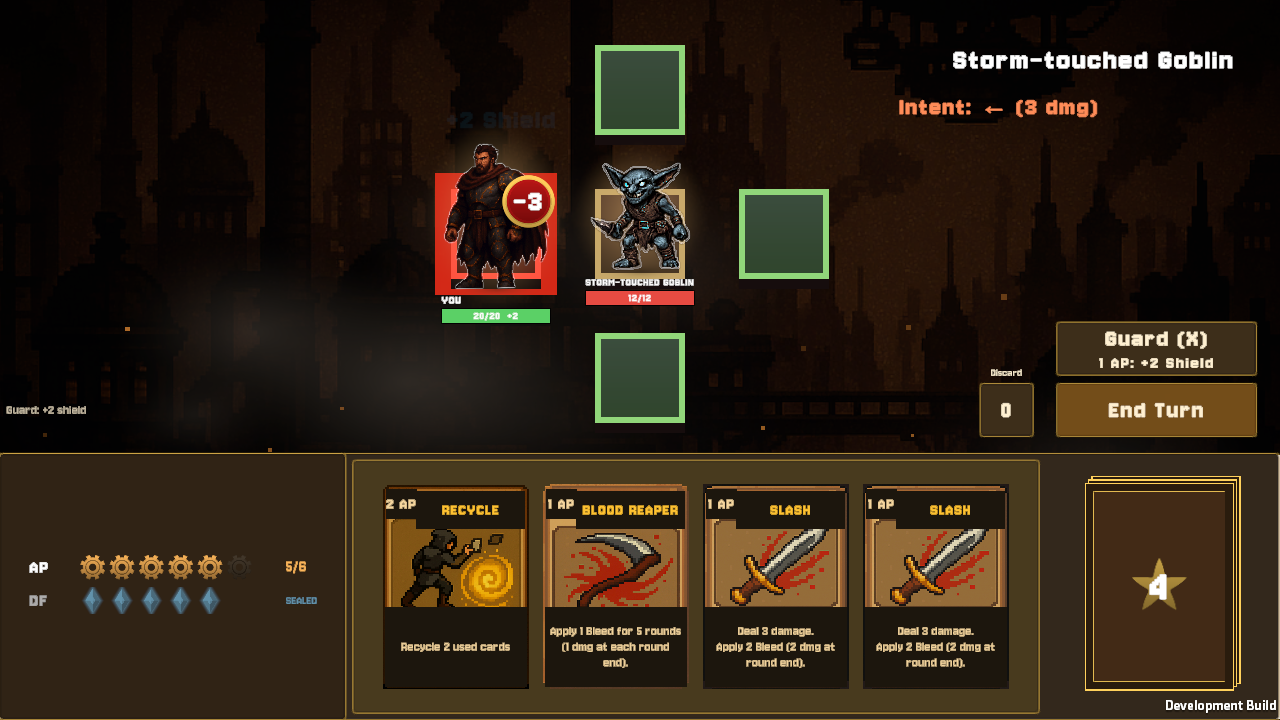 Storm-touched Goblin
Intent: ← (3 dmg)
+2 Shield
-3
STORM-TOUCHED GOBLIN
12/12
YOU
20/20 +2
Guard (X)
1 AP: +2 Shield
Discard
0
End Turn
Guard: +2 shield
2 AP
RECYCLE
Recycle 2 used cards
1 AP
BLOOD REAPER
Apply 1 Bleed for 5 rounds
(1 dmg at each round
end).
1 AP
SLASH
Deal 3 damage.
Apply 2 Bleed (2 dmg at
round end).
1 AP
SLASH
Deal 3 damage.
Apply 2 Bleed (2 dmg at
round end).
AP
5/6
DF
SEALED
4
Development Build